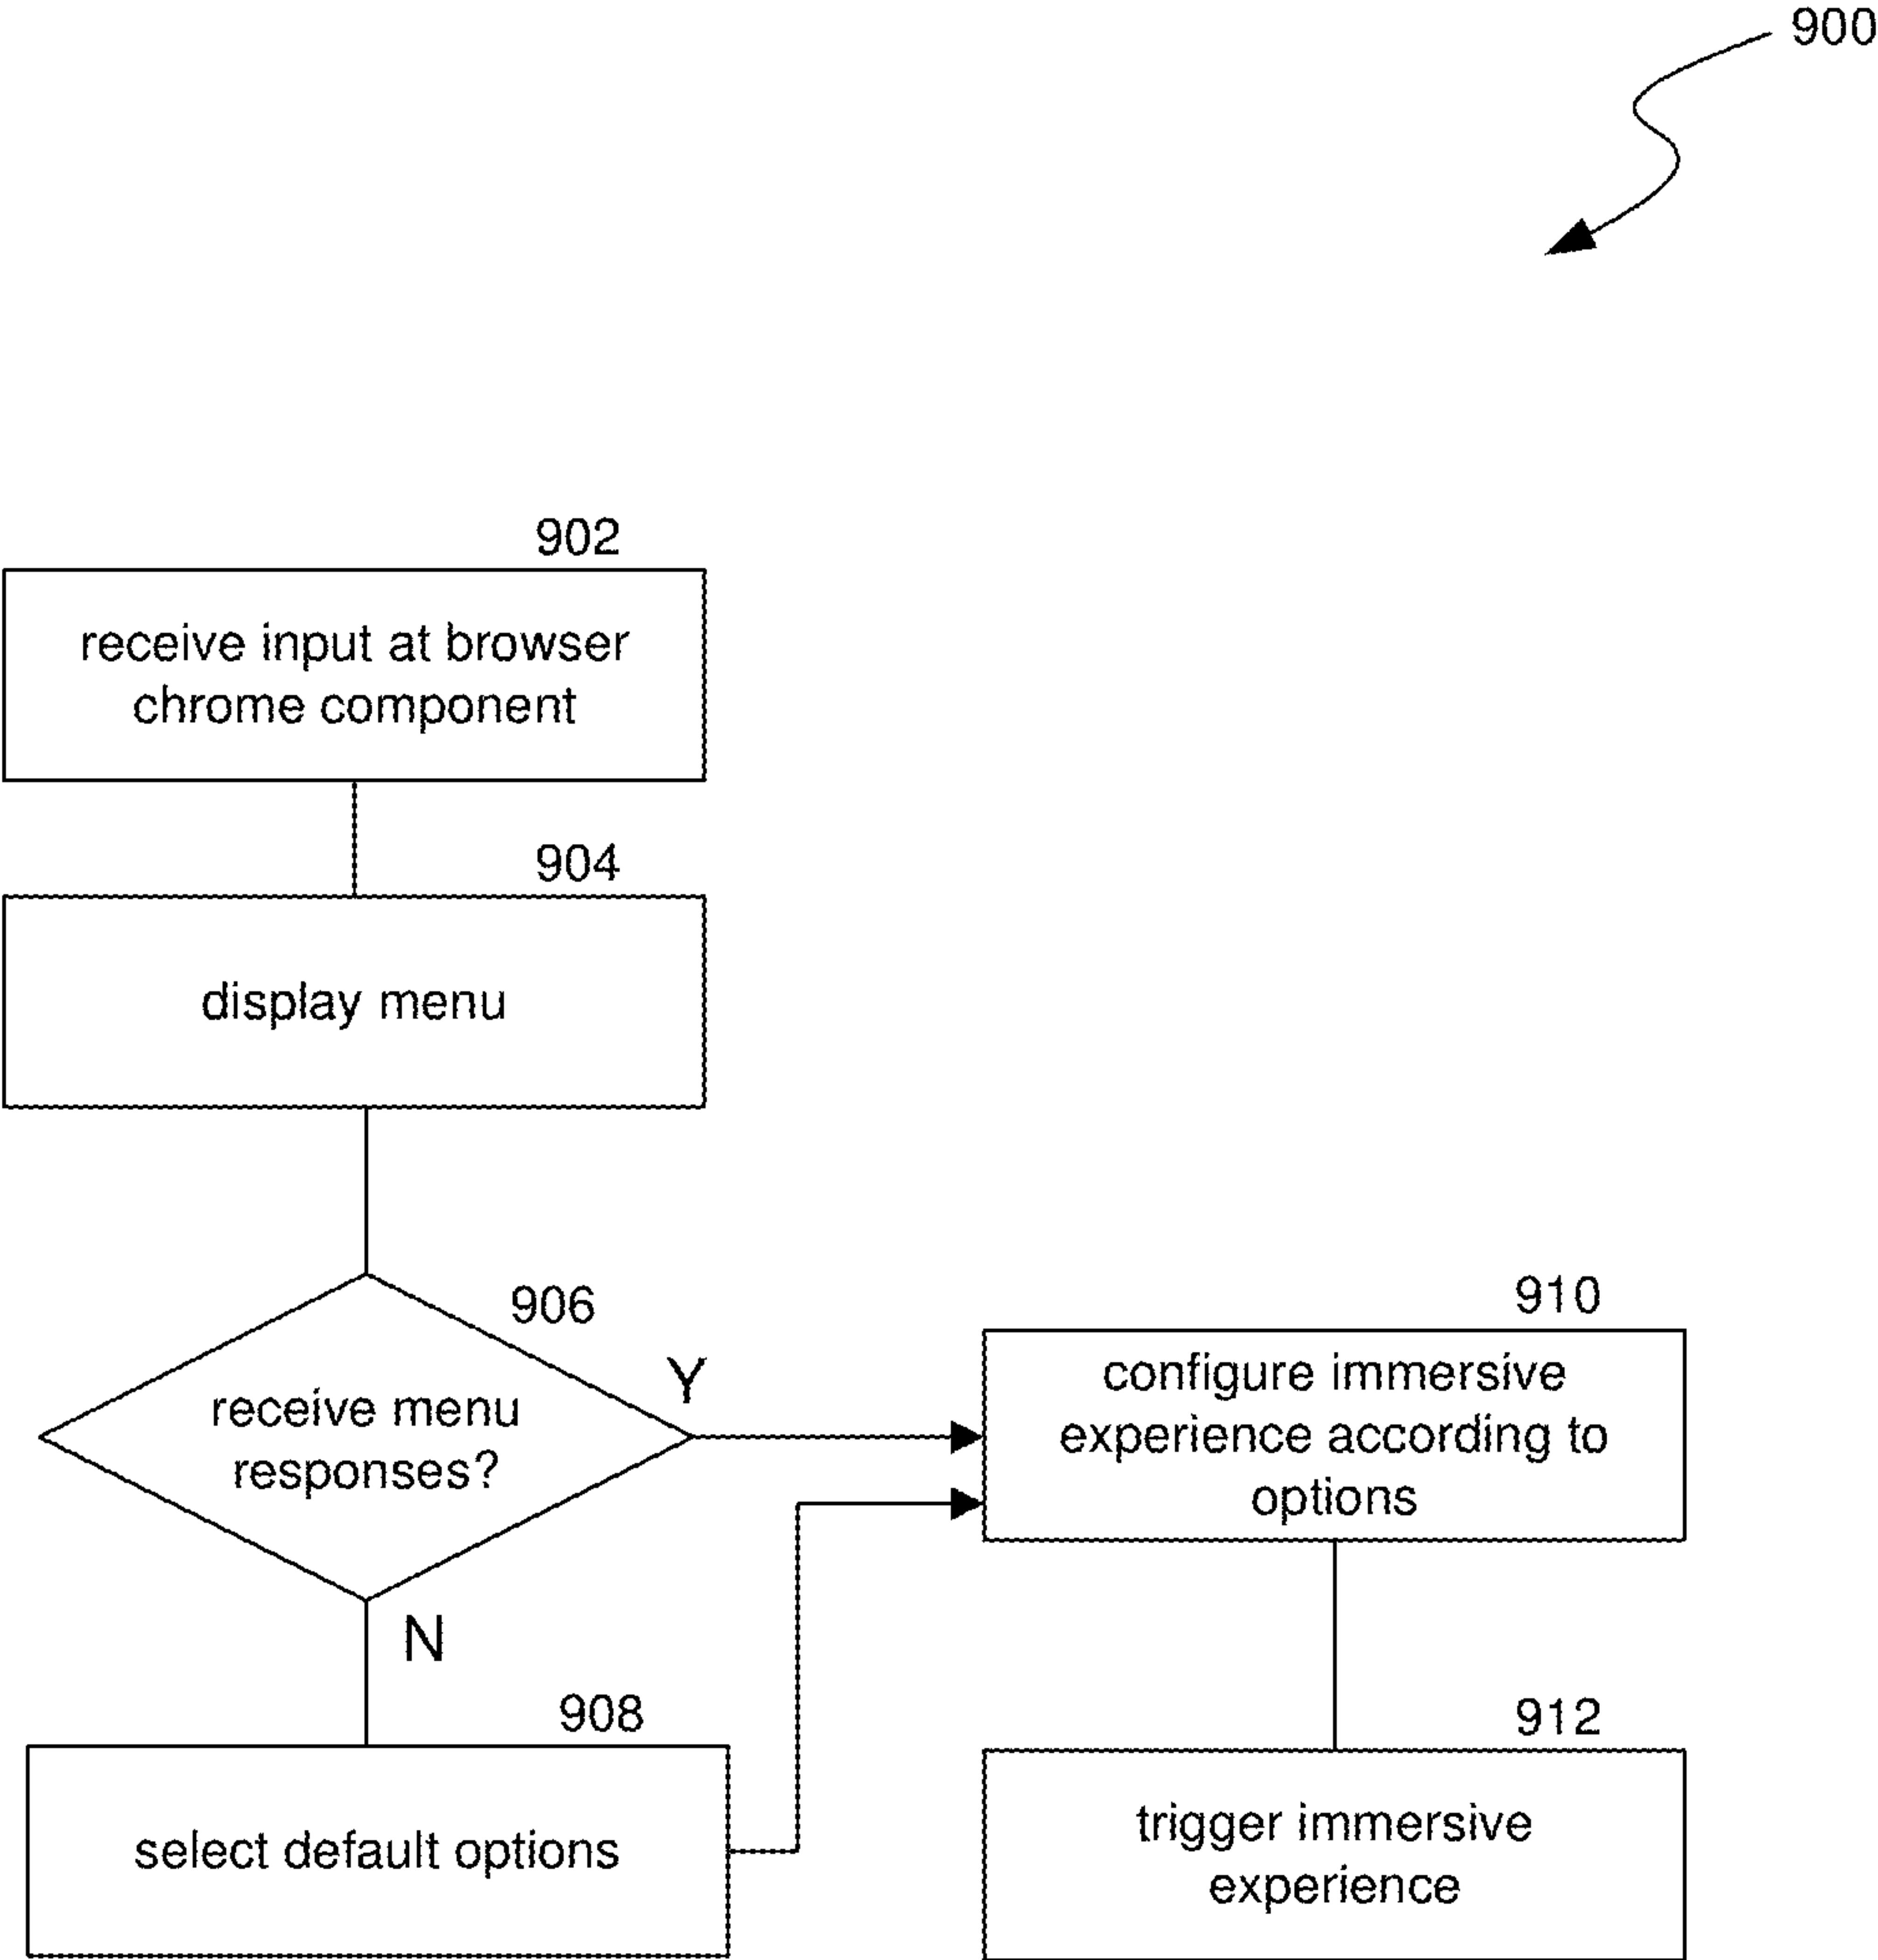 900
902
receive input at browser
chrome component
904
display menu
906
receive menu
responses?
Y
N
908
select default options
910
configure immersive
experience according to
options
912
trigger immersive
experience